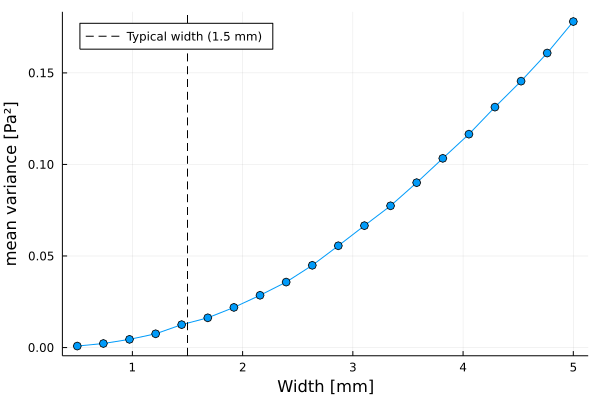 Typical width (1.5 mm)
mean variance [Pa²]
0.15
0.10
0.05
0.00
1 2 3 4 5
Width [mm]